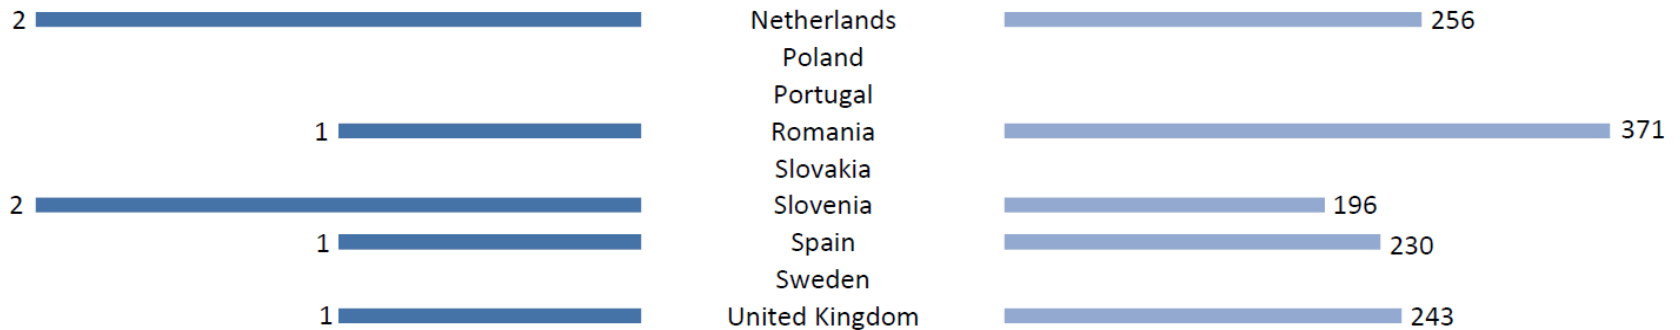 2 Netherlands 256
Poland
Portugal
1 Romania 371
Slovakia
2 Slovenia 196
1 Spain 230
Sweden
1 United Kingdom 243